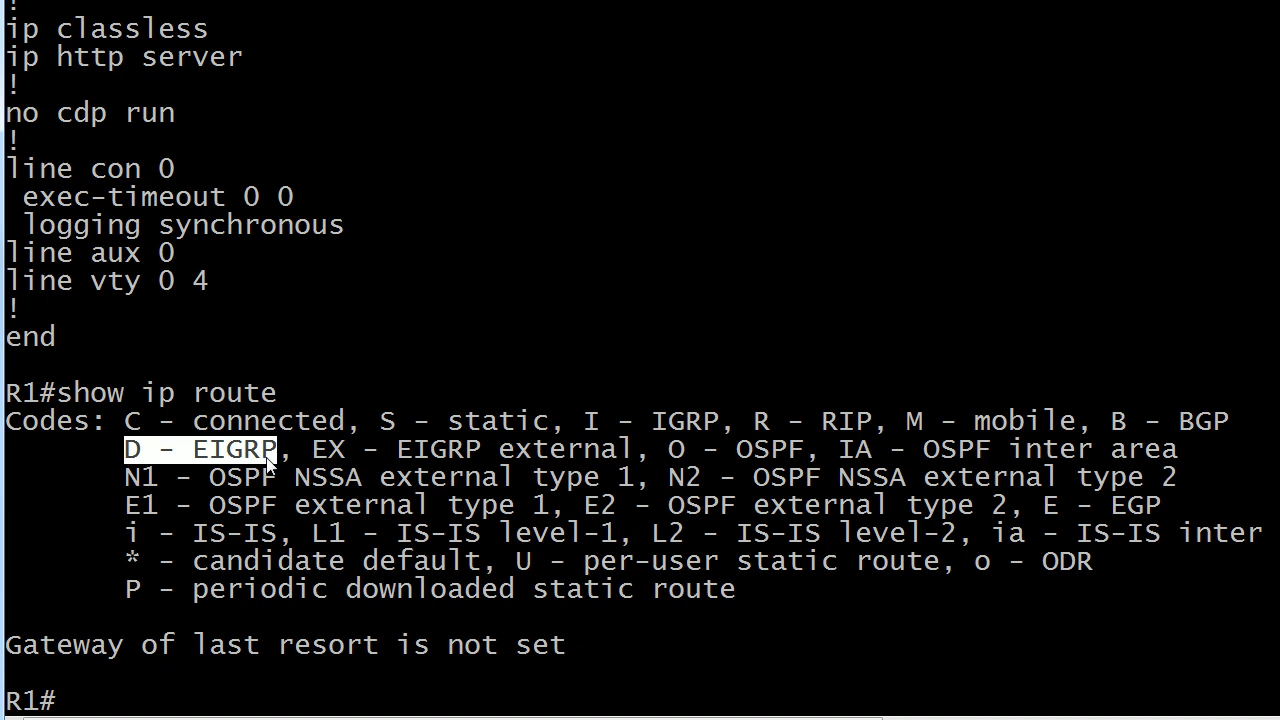 !
ip classless
ip http server
!
no cdp run
!
line con 0
 exec-timeout 0 0
 logging synchronous
line aux 0
line vty 0 4
!
end

R1#show ip route
Codes: C - connected, S - static, I - IGRP, R - RIP, M - mobile, B - BGP
       D - EIGRP, EX - EIGRP external, O - OSPF, IA - OSPF inter area
       N1 - OSPF NSSA external type 1, N2 - OSPF NSSA external type 2
       E1 - OSPF external type 1, E2 - OSPF external type 2, E - EGP
       i - IS-IS, L1 - IS-IS level-1, L2 - IS-IS level-2, ia - IS-IS inter
       * - candidate default, U - per-user static route, o - ODR
       P - periodic downloaded static route

Gateway of last resort is not set

R1#